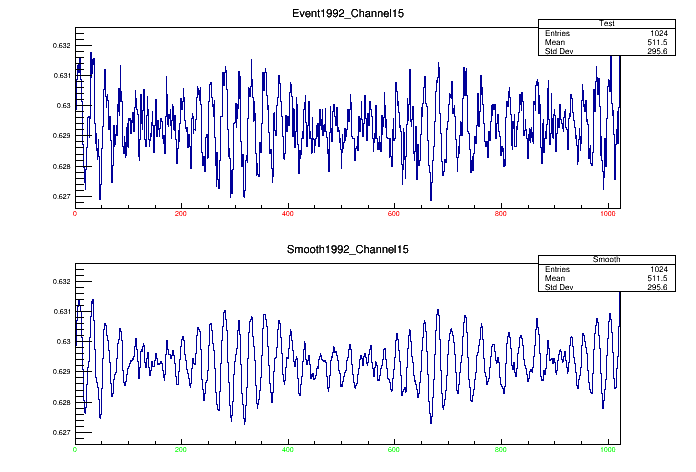 Event1992_Channel15
Test
Entries 1024
Mean 511.5
Std Dev 295.6
0.632
0.631
0.63
0.629
0.628
0.627
0 200 400 600 800 1000
Smooth1992_Channel15
Smooth
Entries 1024
Mean 511.5
Std Dev 295.6
0.632
0.631
0.63
0.629
0.628
0.627
0 200 400 600 800 1000